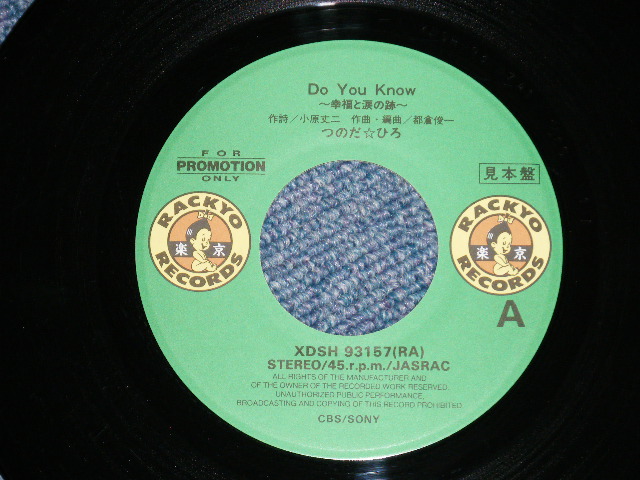 Do You Know
～幸福と涙の跡～
作詩／小原丈二 作曲・編曲／都倉俊一
つのだ☆ひろ
FOR
PROMOTION
ONLY
見本盤
RACKYO
楽 京
RECORDS
RACKYO
楽 京
RECORDS
A
XDSH 93157(RA)
STEREO/45.r.p.m./JASRAC
ALL RIGHTS OF THE MANUFACTURER AND
OF THE OWNER OF THE RECORDED WORK RESERVED.
UNAUTHORIZED PUBLIC PERFORMANCE,
BROADCASTING AND COPYING OF THIS RECORD PROHIBITED.
CBS/SONY